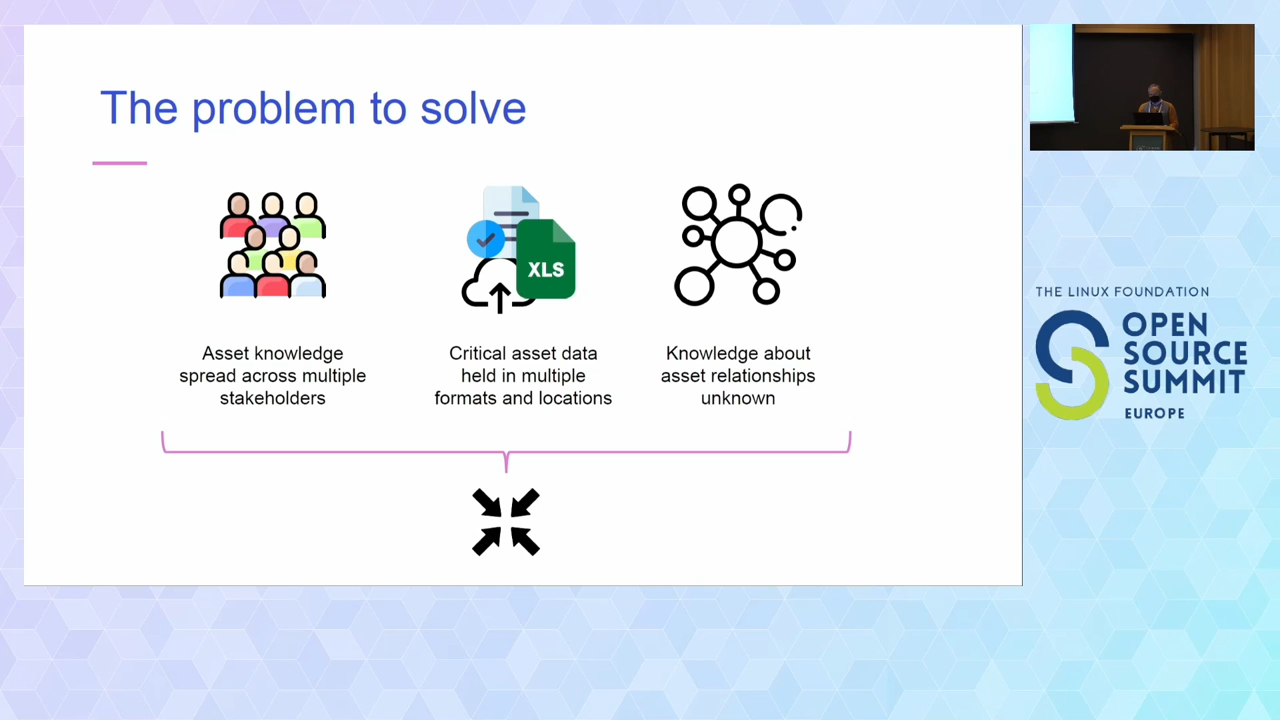 The problem to solve
XLS
Asset knowledge
spread across multiple
stakeholders
Critical asset data
held in multiple
formats and locations
Knowledge about
asset relationships
unknown
THE LINUX FOUNDATION
OPEN
SOURCE
SUMMIT
EUROPE